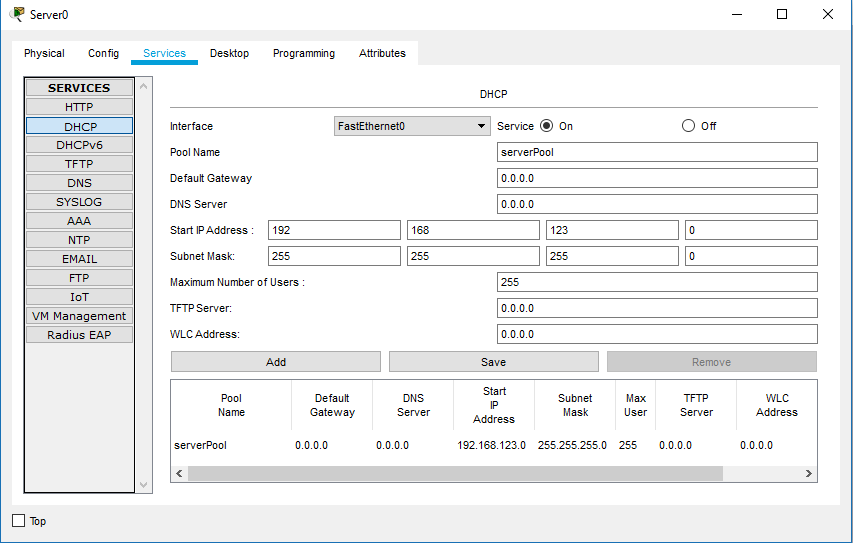 Server0
Physical Config Services Desktop Programming Attributes
SERVICES
HTTP
DHCP
DHCPv6
TFTP
DNS
SYSLOG
AAA
NTP
EMAIL
FTP
IoT
VM Management
Radius EAP
DHCP
Interface FastEthernet0 Service On Off
Pool Name serverPool
Default Gateway 0.0.0.0
DNS Server 0.0.0.0
Start IP Address : 192 168 123 0
Subnet Mask: 255 255 255 0
Maximum Number of Users : 255
TFTP Server: 0.0.0.0
WLC Address: 0.0.0.0
Add Save Remove
Pool Name Default Gateway DNS Server Start IP Address Subnet Mask Max User TFTP Server WLC Address
serverPool 0.0.0.0 0.0.0.0 192.168.123.0 255.255.255.0 255 0.0.0.0 0.0.0.0
Top